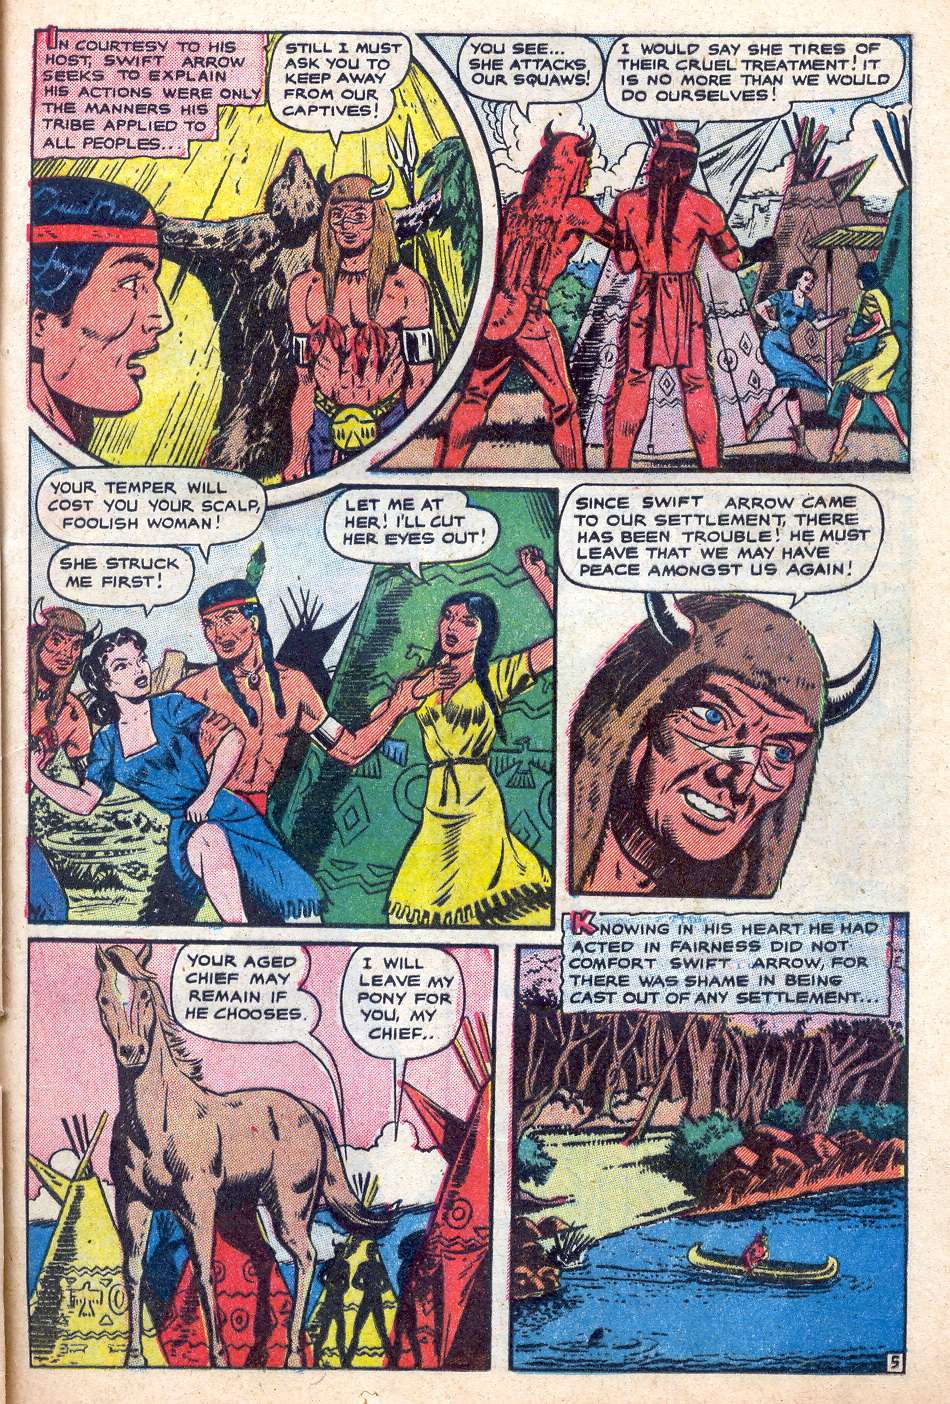 IN COURTESY TO HIS
HOST, SWIFT ARROW
SEEKS TO EXPLAIN
HIS ACTIONS WERE ONLY
THE MANNERS HIS
TRIBE APPLIED TO
ALL PEOPLES...
STILL I MUST
ASK YOU TO
KEEP AWAY
FROM OUR
CAPTIVES!
YOU SEE...
SHE ATTACKS
OUR SQUAWS!
I WOULD SAY SHE TIRES OF
THEIR CRUEL TREATMENT! IT
IS NO MORE THAN WE WOULD
DO OURSELVES!
YOUR TEMPER WILL
COST YOU YOUR SCALP,
FOOLISH WOMAN!
SHE STRUCK
ME FIRST!
LET ME AT
HER! I'LL CUT
HER EYES OUT!
SINCE SWIFT ARROW CAME
TO OUR SETTLEMENT, THERE
HAS BEEN TROUBLE! HE MUST
LEAVE THAT WE MAY HAVE
PEACE AMONGST US AGAIN!
YOUR AGED
CHIEF MAY
REMAIN IF
HE CHOOSES.
I WILL
LEAVE MY
PONY FOR
YOU, MY
CHIEF..
KNOWING IN HIS HEART HE HAD
ACTED IN FAIRNESS DID NOT
COMFORT SWIFT ARROW, FOR
THERE WAS SHAME IN BEING
CAST OUT OF ANY SETTLEMENT...
5